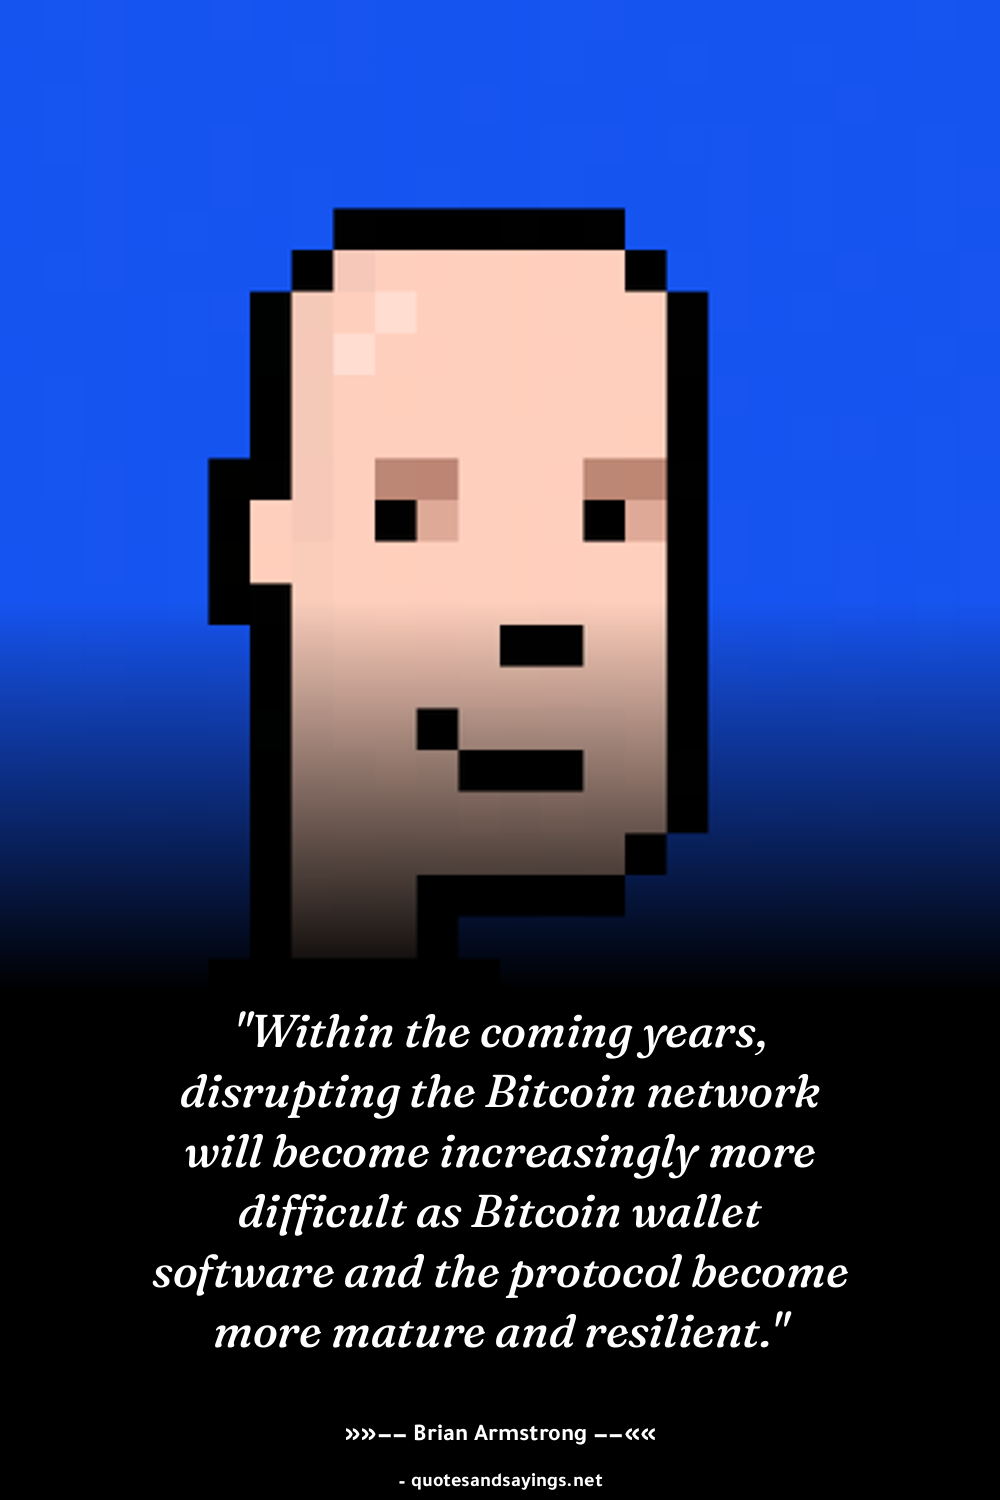 "Within the coming years,
disrupting the Bitcoin network
will become increasingly more
difficult as Bitcoin wallet
software and the protocol become
more mature and resilient."
»»−− Brian Armstrong −−««
- quotesandsayings.net